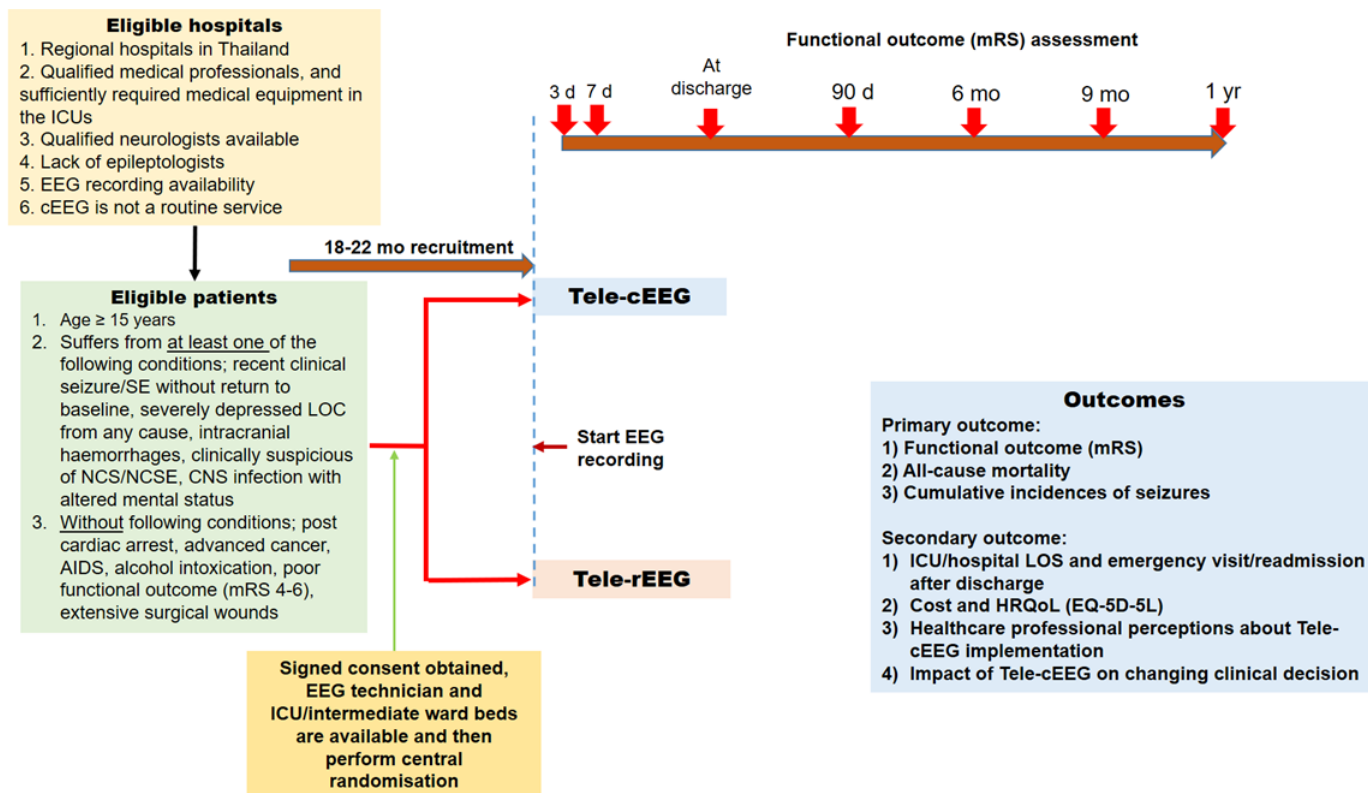 Eligible hospitals
1. Regional hospitals in Thailand
2. Qualified medical professionals, and
sufficiently required medical equipment in
the ICUs
3. Qualified neurologists available
4. Lack of epileptologists
5. EEG recording availability
6. cEEG is not a routine service
Functional outcome (mRS) assessment
3 d
7 d
At
discharge
90 d
6 mo
9 mo
1 yr
18-22 mo recruitment
Eligible patients
1. Age ≥ 15 years
2. Suffers from at least one of the
following conditions; recent clinical
seizure/SE without return to
baseline, severely depressed LOC
from any cause, intracranial
haemorrhages, clinically suspicious
of NCS/NCSE, CNS infection with
altered mental status
3. Without following conditions; post
cardiac arrest, advanced cancer,
AIDS, alcohol intoxication, poor
functional outcome (mRS 4-6),
extensive surgical wounds
Tele-cEEG
Start EEG
recording
Tele-rEEG
Signed consent obtained,
EEG technician and
ICU/intermediate ward beds
are available and then
perform central
randomisation
Outcomes
Primary outcome:
1) Functional outcome (mRS)
2) All-cause mortality
3) Cumulative incidences of seizures
Secondary outcome:
1) ICU/hospital LOS and emergency visit/readmission
after discharge
2) Cost and HRQoL (EQ-5D-5L)
3) Healthcare professional perceptions about Tele-
cEEG implementation
4) Impact of Tele-cEEG on changing clinical decision